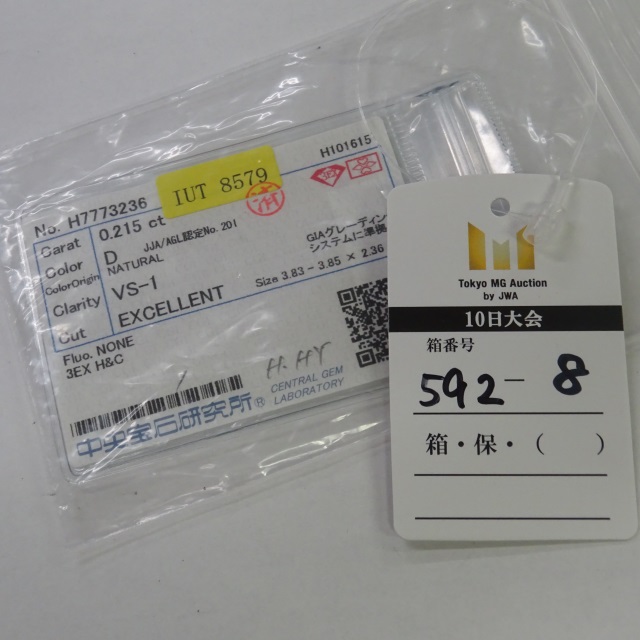 No. H7773236
IUT 8579
H101615
Carat 0.215 ct
Color D JJA/AGL認定No. 201
ColorOrigin NATURAL
GIAグレーディン
システムに準拠
Clarity VS-1
Size 3.83 - 3.85 x 2.36
Cut EXCELLENT
Fluo. NONE
3EX H&C
CENTRAL GEM
LABORATORY
中央宝石研究所®
Tokyo MG Auction
by JWA
10日大会
箱番号
592-8
箱・保・（ ）